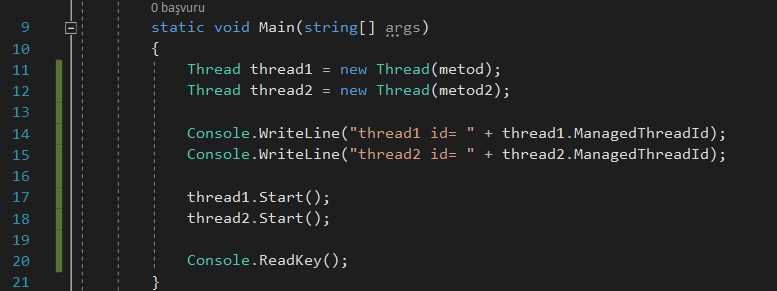 0 başvuru
9 static void Main(string[] args)
10 {
11 Thread thread1 = new Thread(metod);
12 Thread thread2 = new Thread(metod2);
13
14 Console.WriteLine("thread1 id= " + thread1.ManagedThreadId);
15 Console.WriteLine("thread2 id= " + thread2.ManagedThreadId);
16
17 thread1.Start();
18 thread2.Start();
19
20 Console.ReadKey();
21 }